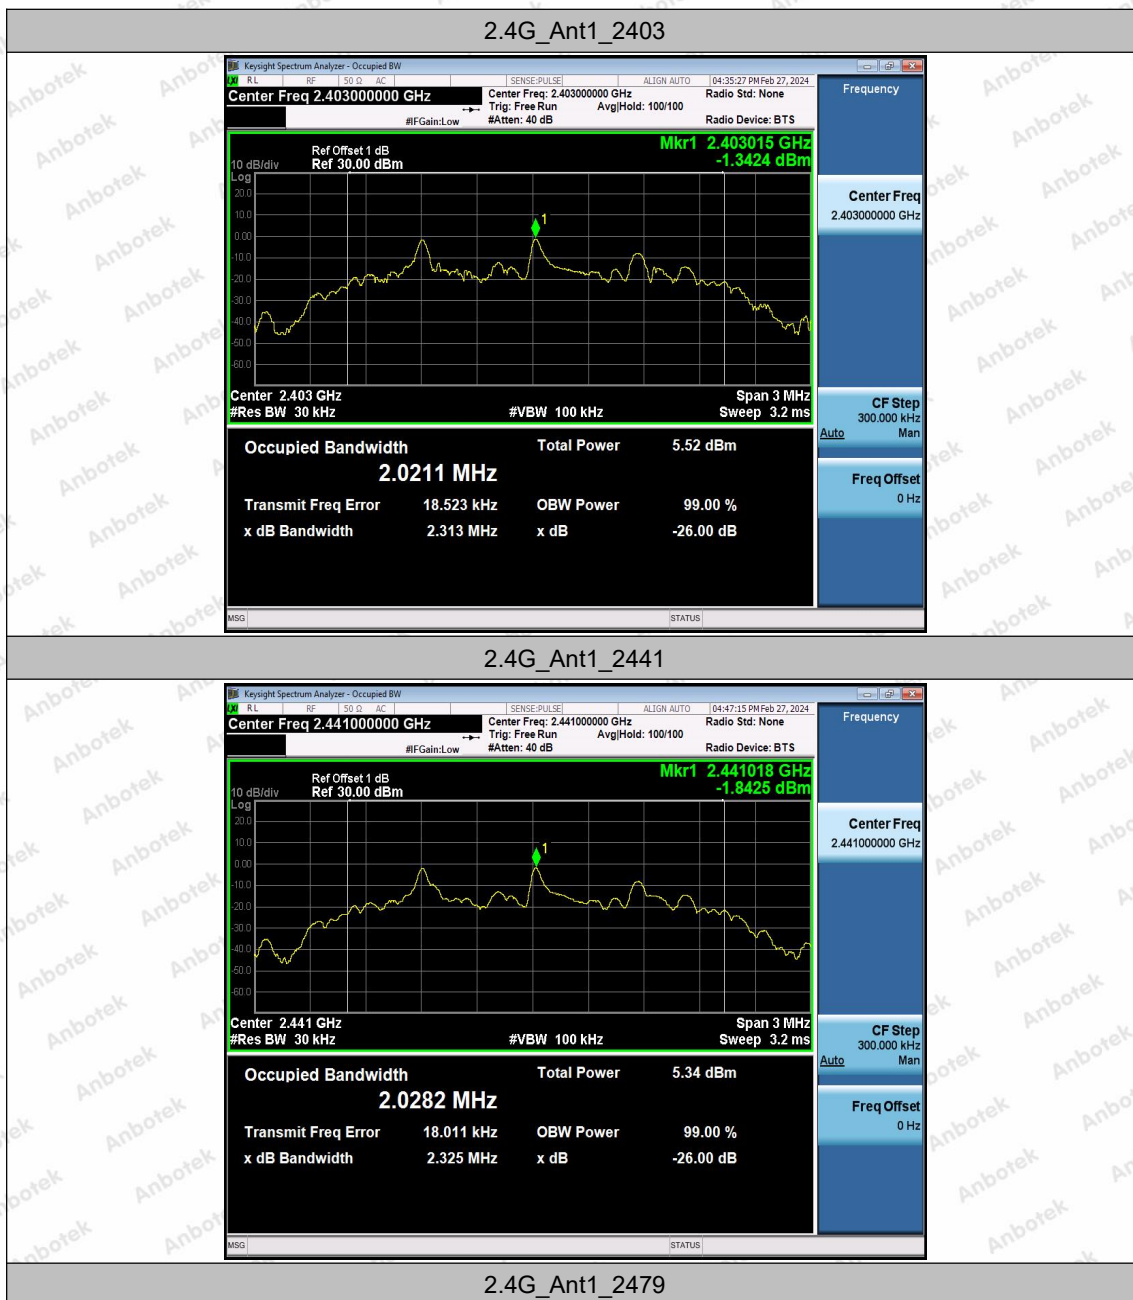 2.4G_Ant1_2403
Keysight Spectrum Analyzer - Occupied BW
RL RF 50 Ω AC SENSE:PULSE ALIGN AUTO 04:35:27 PM Feb 27, 2024
Center Freq 2.403000000 GHz
Center Freq: 2.403000000 GHz Radio Std: None
Trig: Free Run Avg|Hold: 100/100
#IFGain:Low #Atten: 40 dB Radio Device: BTS
Frequency
Mkr1 2.403015 GHz
-1.3424 dBm
Ref Offset 1 dB
10 dB/div Ref 30.00 dBm
Log
20.0
10.0
0.00
-10.0
-20.0
-30.0
-40.0
-50.0
-60.0
1
Center 2.403 GHz Span 3 MHz
#Res BW 30 kHz #VBW 100 kHz Sweep 3.2 ms
Center Freq
2.403000000 GHz
CF Step
300.000 kHz
Auto Man
Freq Offset
0 Hz
Occupied Bandwidth Total Power 5.52 dBm
2.0211 MHz
Transmit Freq Error 18.523 kHz OBW Power 99.00 %
x dB Bandwidth 2.313 MHz x dB -26.00 dB
MSG STATUS
2.4G_Ant1_2441
Keysight Spectrum Analyzer - Occupied BW
RL RF 50 Ω AC SENSE:PULSE ALIGN AUTO 04:47:15 PM Feb 27, 2024
Center Freq 2.441000000 GHz
Center Freq: 2.441000000 GHz Radio Std: None
Trig: Free Run Avg|Hold: 100/100
#IFGain:Low #Atten: 40 dB Radio Device: BTS
Frequency
Mkr1 2.441018 GHz
-1.8425 dBm
Ref Offset 1 dB
10 dB/div Ref 30.00 dBm
Log
20.0
10.0
0.00
-10.0
-20.0
-30.0
-40.0
-50.0
-60.0
1
Center 2.441 GHz Span 3 MHz
#Res BW 30 kHz #VBW 100 kHz Sweep 3.2 ms
Center Freq
2.441000000 GHz
CF Step
300.000 kHz
Auto Man
Freq Offset
0 Hz
Occupied Bandwidth Total Power 5.34 dBm
2.0282 MHz
Transmit Freq Error 18.011 kHz OBW Power 99.00 %
x dB Bandwidth 2.325 MHz x dB -26.00 dB
MSG STATUS
2.4G_Ant1_2479
Anbotek